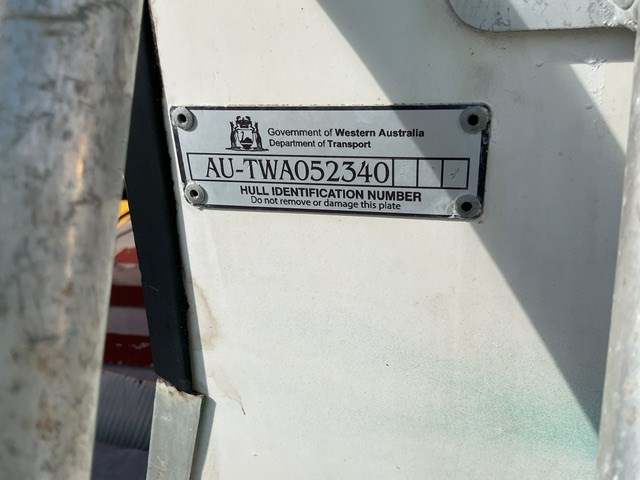 Government of Western Australia
Department of Transport
AU-TWA052340
HULL IDENTIFICATION NUMBER
Do not remove or damage this plate